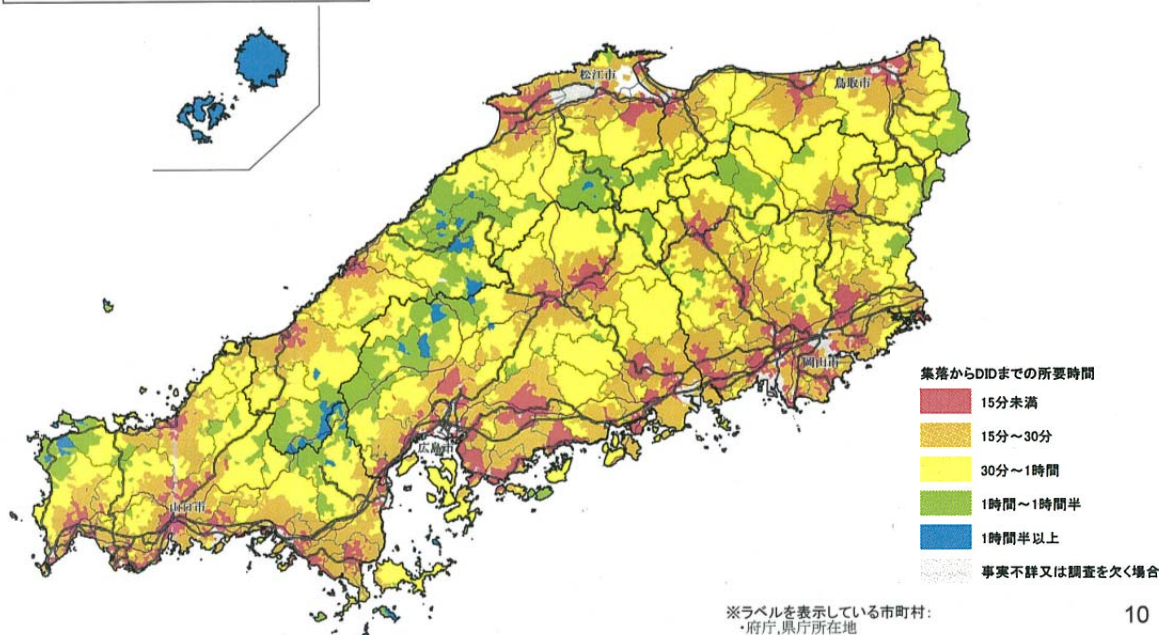 松江市
鳥取市
岡山市
広島市
山口市
集落からDIDまでの所要時間
15分未満
15分～30分
30分～1時間
1時間～1時間半
1時間半以上
事実不詳又は調査を欠く場合
※ラベルを表示している市町村:
・府庁,県庁所在地
10